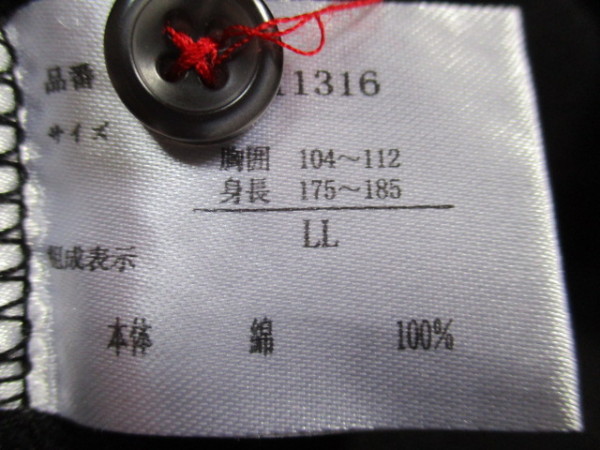 品番 11316
サイズ
胸囲 104～112
身長 175～185
LL
組成表示
本体 綿 100%